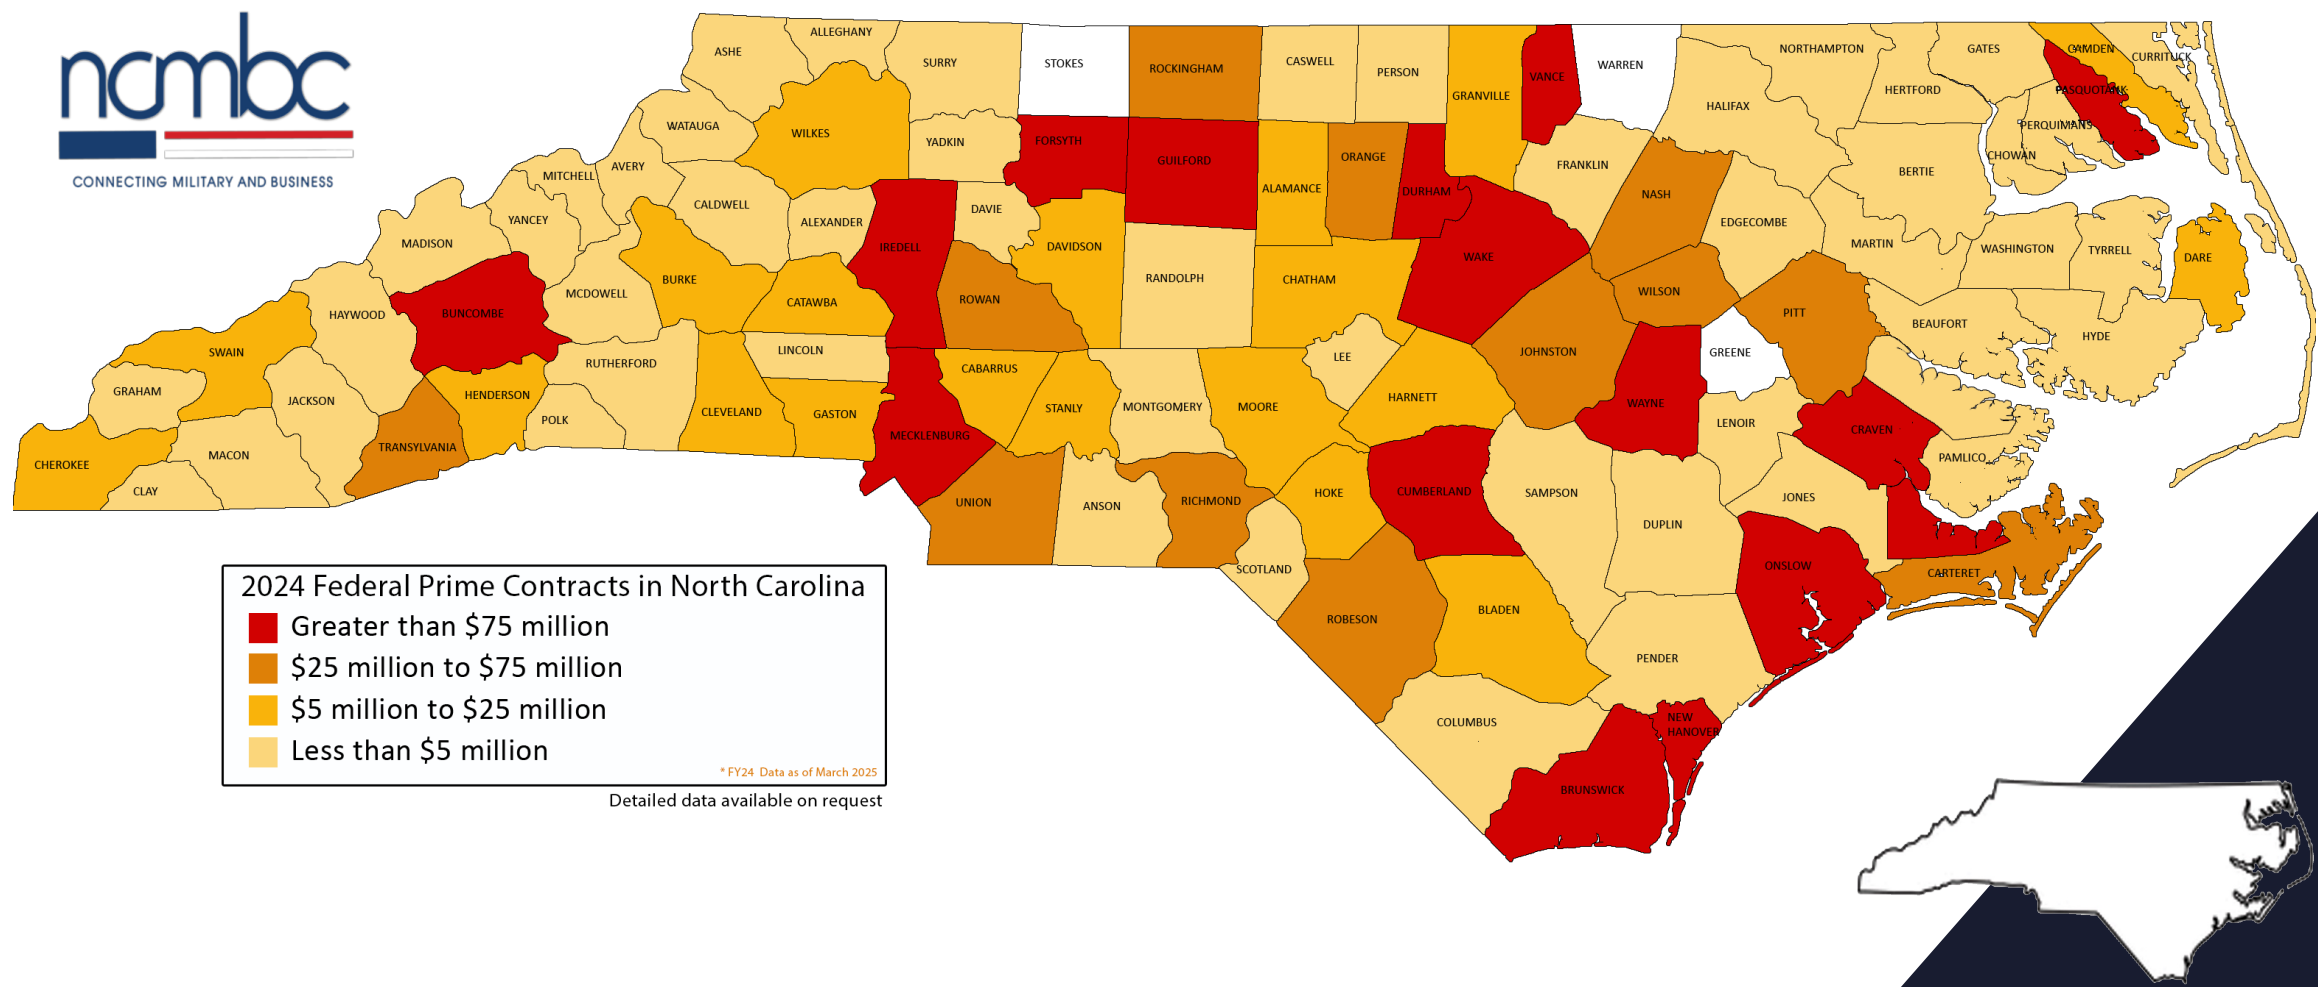 ncmbc
CONNECTING MILITARY AND BUSINESS
ASHE
ALLEGHANY
SURRY
STOKES
ROCKINGHAM
CASWELL
PERSON
GRANVILLE
VANCE
WARREN
NORTHAMPTON
GATES
CAMDEN
CURRITUCK
HERTFORD
PASQUOTANK
HALIFAX
WATAUGA
WILKES
YADKIN
FORSYTH
GUILFORD
ALAMANCE
ORANGE
DURHAM
FRANKLIN
NASH
BERTIE
PERQUIMANS
CHOWAN
MITCHELL
AVERY
CALDWELL
ALEXANDER
DAVIE
YANCEY
MADISON
IREDELL
DAVIDSON
RANDOLPH
CHATHAM
WAKE
EDGECOMBE
MARTIN
WASHINGTON
TYRRELL
DARE
BURKE
MCDOWELL
CATAWBA
ROWAN
WILSON
PITT
HAYWOOD
BUNCOMBE
BEAUFORT
HYDE
SWAIN
RUTHERFORD
LINCOLN
CABARRUS
LEE
JOHNSTON
GREENE
GRAHAM
JACKSON
HENDERSON
POLK
CLEVELAND
GASTON
STANLY
MONTGOMERY
MOORE
HARNETT
WAYNE
LENOIR
CRAVEN
MECKLENBURG
TRANSYLVANIA
CHEROKEE
MACON
CLAY
PAMLICO
UNION
ANSON
RICHMOND
HOKE
CUMBERLAND
SAMPSON
DUPLIN
JONES
SCOTLAND
ONSLOW
CARTERET
ROBESON
BLADEN
PENDER
COLUMBUS
NEW
HANOVER
BRUNSWICK
2024 Federal Prime Contracts in North Carolina
Greater than $75 million
$25 million to $75 million
$5 million to $25 million
Less than $5 million
* FY24 Data as of March 2025
Detailed data available on request